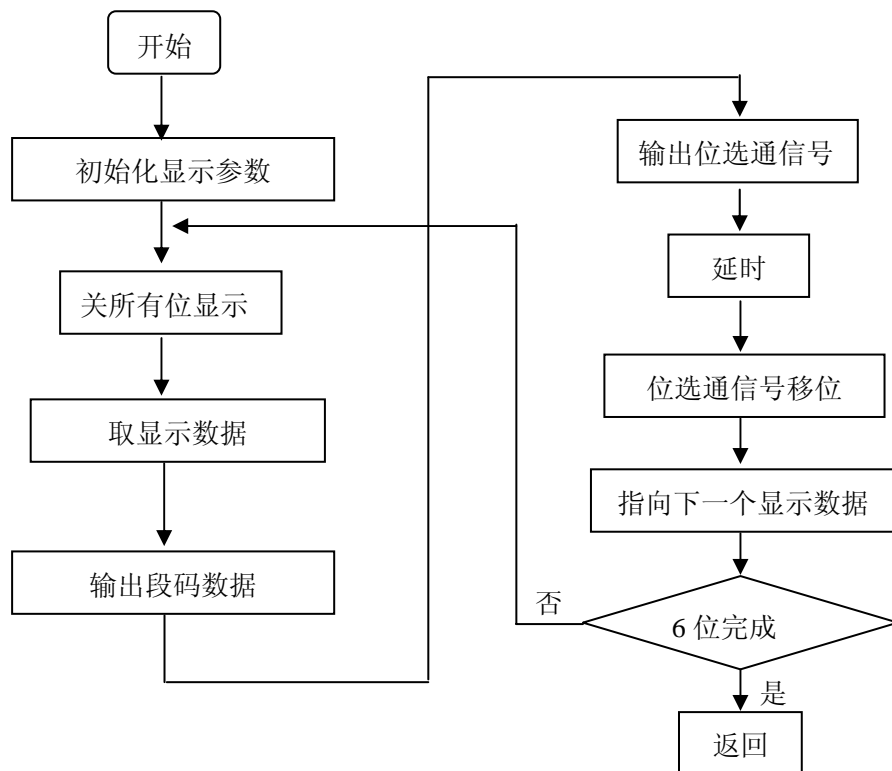 开始
初始化显示参数
关所有位显示
取显示数据
输出段码数据
输出位选通信号
延时
位选通信号移位
指向下一个显示数据
6 位完成
否
是
返回